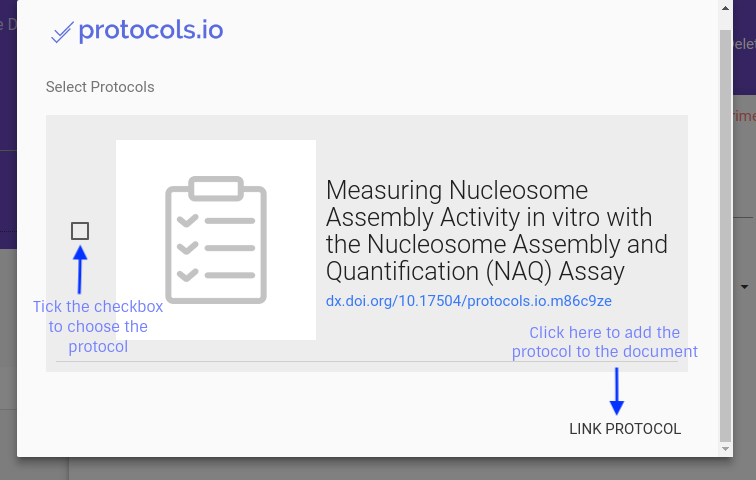 protocols.io
Select Protocols
Measuring Nucleosome
Assembly Activity in vitro with
the Nucleosome Assembly and
Quantification (NAQ) Assay
dx.doi.org/10.17504/protocols.io.m86c9ze
Tick the checkbox
to choose the
protocol
Click here to add the
protocol to the document
LINK PROTOCOL